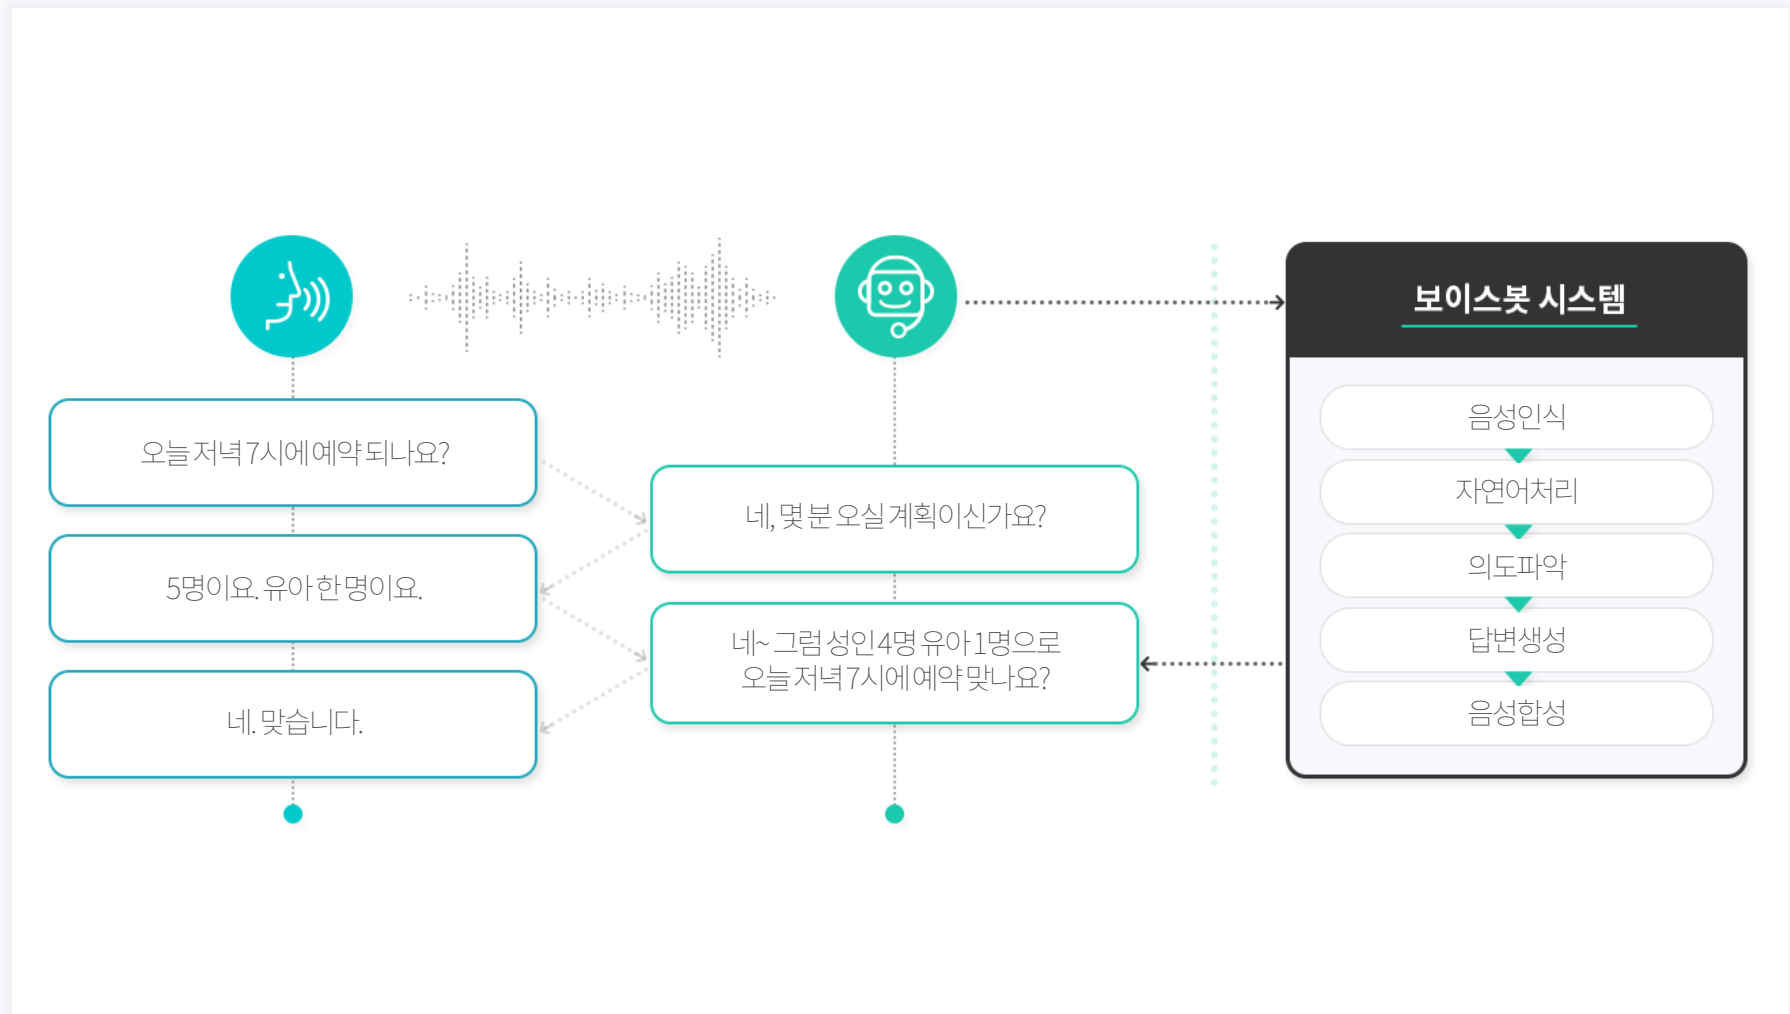 보이스봇 시스템
오늘 저녁 7시에 예약 되나요?
네, 몇 분 오실 계획이신가요?
5명이요. 유아 한 명이요.
네~ 그럼 성인 4명 유아 1명으로
오늘 저녁 7시에 예약 맞나요?
네. 맞습니다.
음성인식
자연어처리
의도파악
답변생성
음성합성